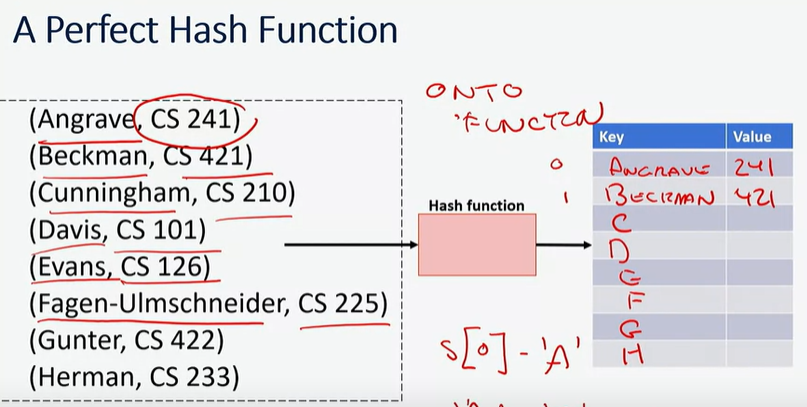 A Perfect Hash Function
(Angrave, CS 241)
(Beckman, CS 421)
(Cunningham, CS 210)
(Davis, CS 101)
(Evans, CS 126)
(Fagen-Ulmschneider, CS 225)
(Gunter, CS 422)
(Herman, CS 233)
ONTO
FUNCTION
Hash function
S[0] - 'A'
Key Value
0 ANGRAVE 241
1 BECKMAN 421
C
D
E
F
G
H